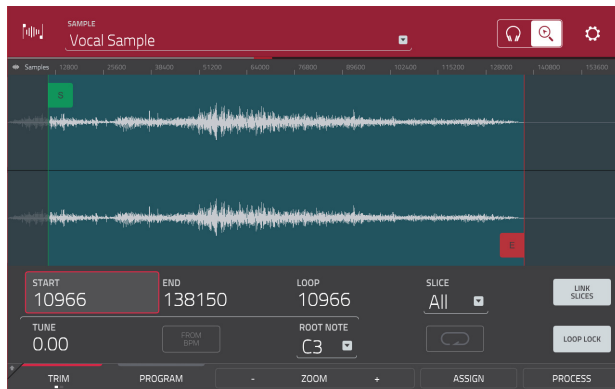 SAMPLE
Vocal Sample
Samples 12800 25600 38400 51200 64000 76800 89600 102400 115200 128000 140800 153600
S
E
START END LOOP SLICE
10966 138150 10966 All
LINK SLICES
TUNE ROOT NOTE
0.00 FROM BPM C3
LOOP LOCK
TRIM PROGRAM - ZOOM + ASSIGN PROCESS